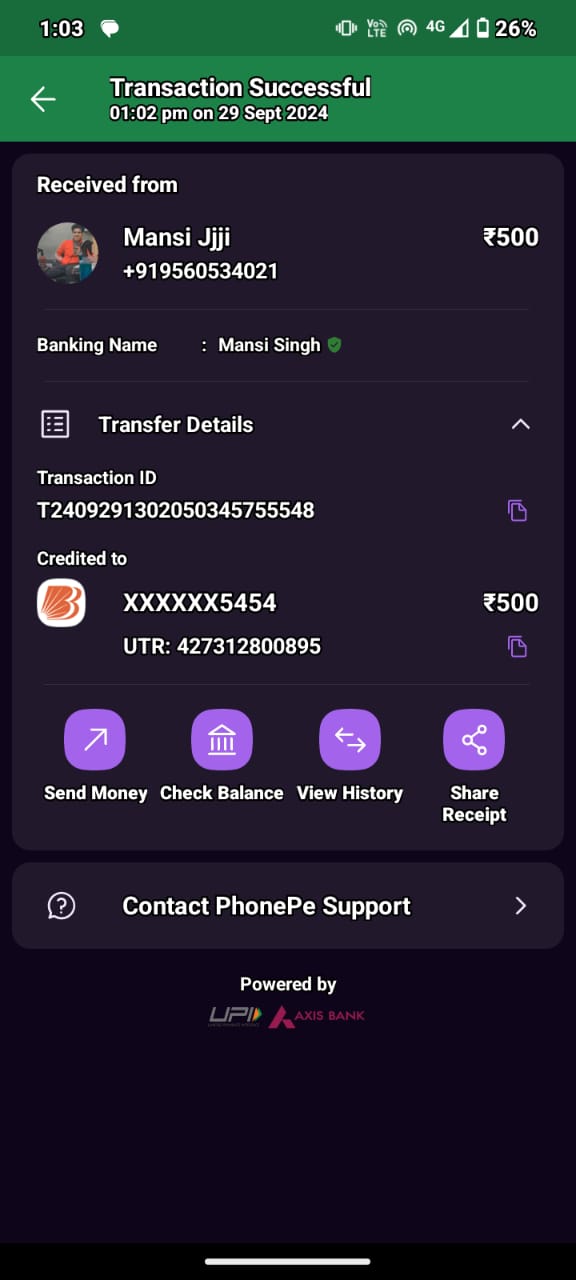 1:03 Vo)) LTE 4G 26%
Transaction Successful
01:02 pm on 29 Sept 2024
Received from
Mansi Jjji ₹500
+919560534021
Banking Name : Mansi Singh
Transfer Details
Transaction ID
T2409291302050345755548
Credited to
XXXXXX5454 ₹500
UTR: 427312800895
Send Money Check Balance View History Share
Receipt
Contact PhonePe Support
Powered by
UPI AXIS BANK